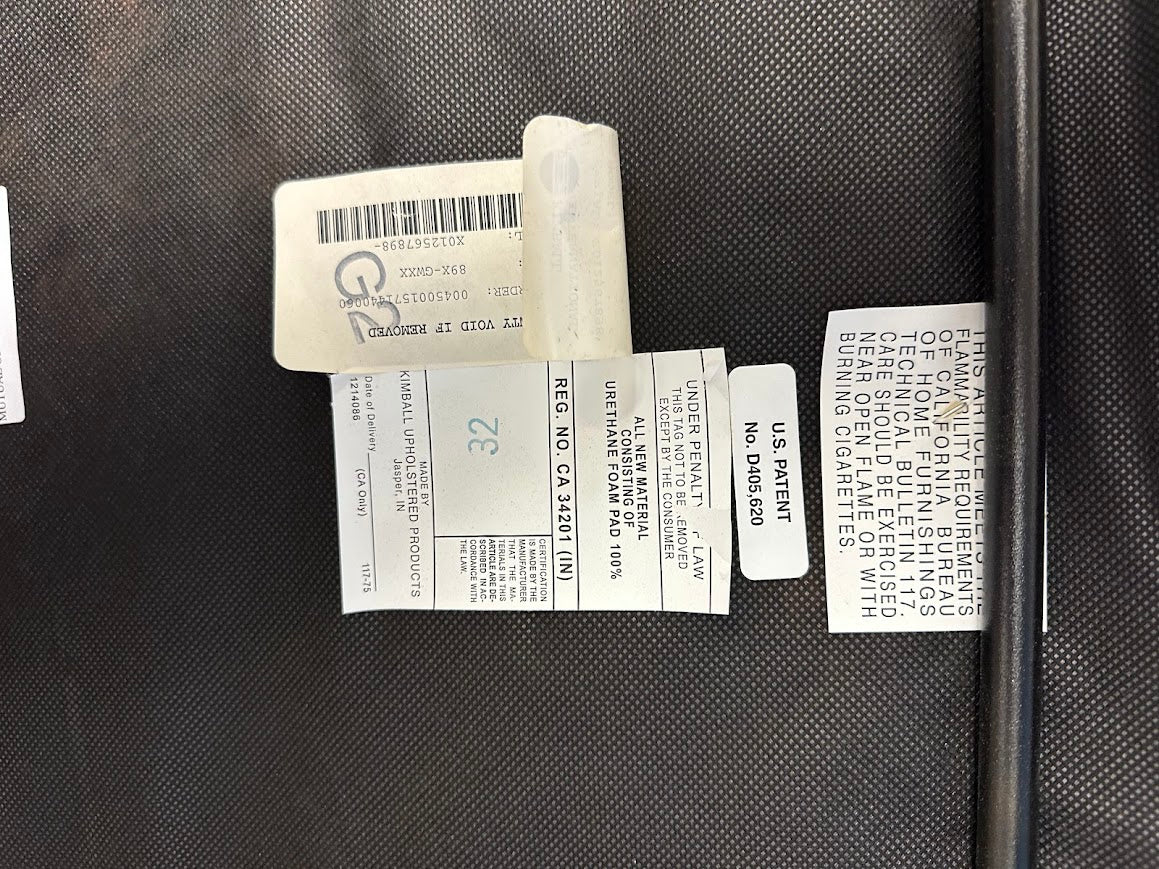 THIS ARTICLE MEETS THE
FLAMMABILITY REQUIREMENTS
OF CALIFORNIA BUREAU
OF HOME FURNISHINGS
TECHNICAL BULLETIN 117.
CARE SHOULD BE EXERCISED
NEAR OPEN FLAME OR WITH
BURNING CIGARETTES.
U.S. PATENT
No. D405,620
UNDER PENALTY LAW
THIS TAG NOT TO BE REMOVED
EXCEPT BY THE CONSUMER
ALL NEW MATERIAL
CONSISTING OF
URETHANE FOAM PAD 100%
REG. NO. CA 34201 (IN)
32
CERTIFICATION
IS MADE BY THE
MANUFACTURER
THAT THE MA-
TERIALS IN THIS
ARTICLE ARE DE-
SCRIBED IN AC-
CORDANCE WITH
THE LAW.
MADE BY
KIMBALL UPHOLSTERED PRODUCTS
Jasper, IN
Date of Delivery (CA Only) 117-75
1214086
NTY VOID IF REMOVED
RDER: 0045001571440060
89X-GWXX
L: X012567898-
G2